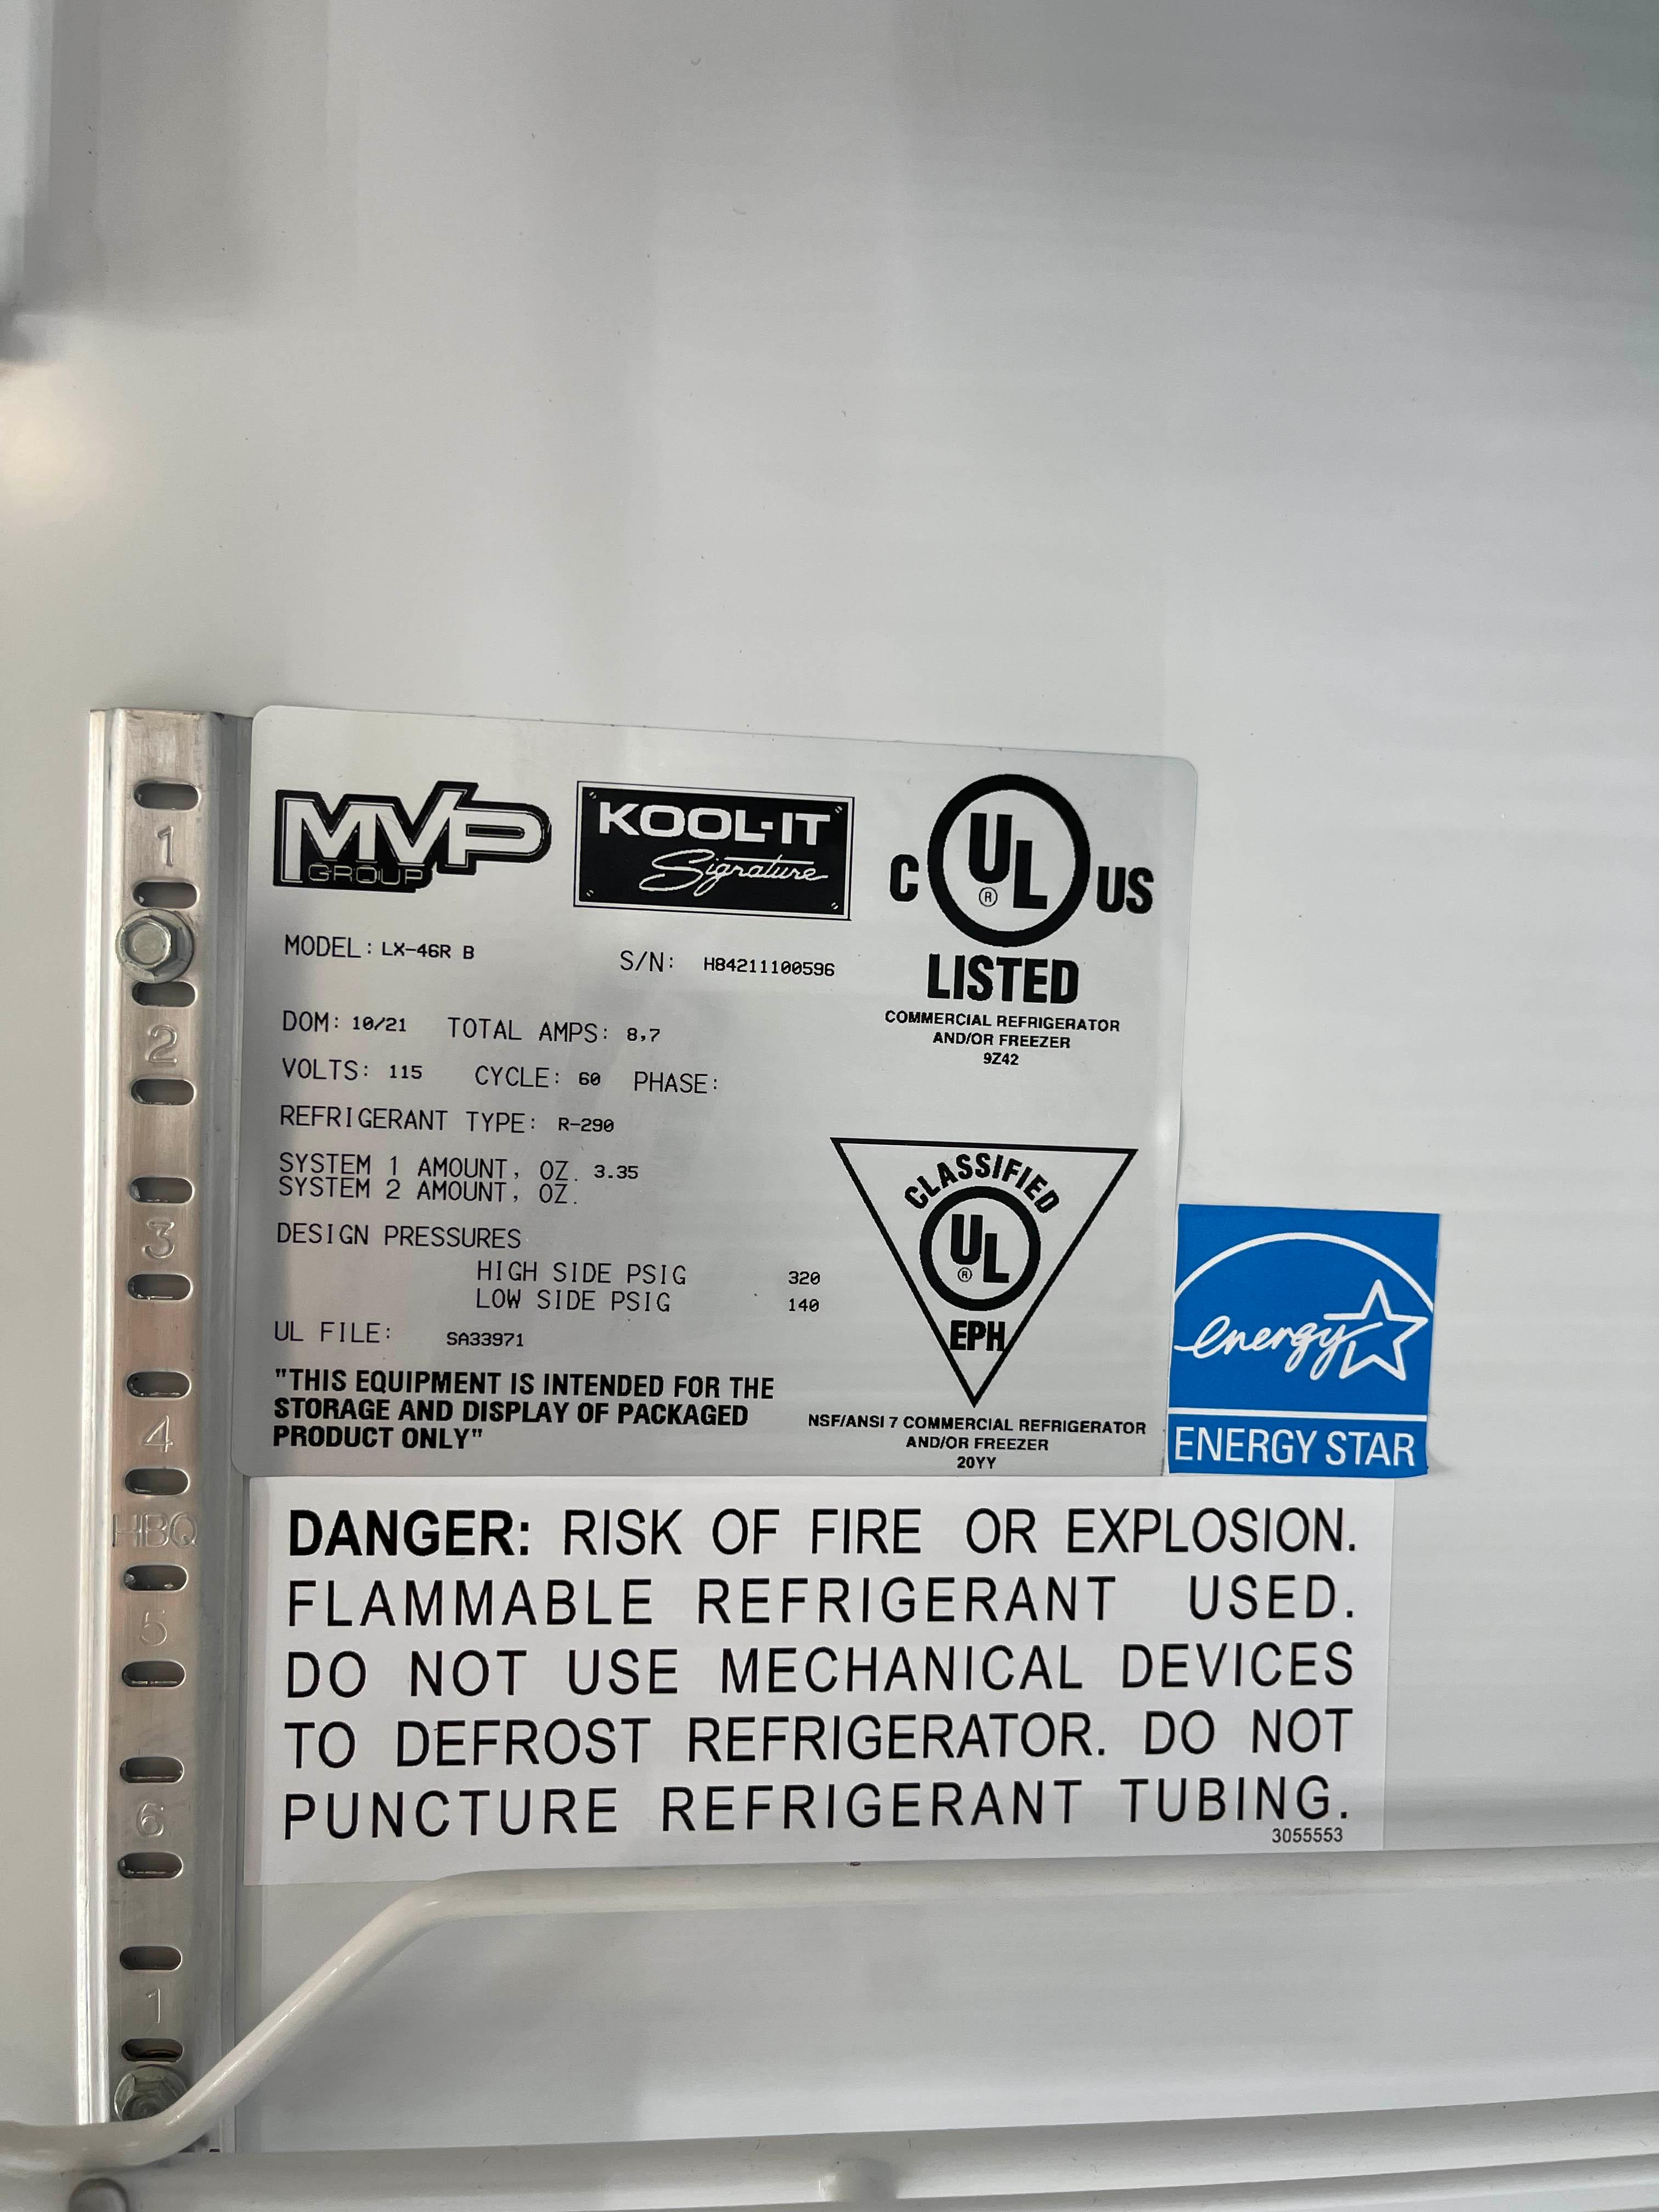 MVP
GROUP
KOOL-IT
Signature
C UL US
®
LISTED
COMMERCIAL REFRIGERATOR
AND/OR FREEZER
9Z42
MODEL: LX-46R B
S/N: H84211100596
DOM: 10/21 TOTAL AMPS: 8,7
VOLTS: 115 CYCLE: 60 PHASE:
REFRIGERANT TYPE: R-290
SYSTEM 1 AMOUNT, OZ. 3.35
SYSTEM 2 AMOUNT, OZ.
DESIGN PRESSURES
HIGH SIDE PSIG 320
LOW SIDE PSIG 140
UL FILE: SA33971
"THIS EQUIPMENT IS INTENDED FOR THE
STORAGE AND DISPLAY OF PACKAGED
PRODUCT ONLY"
CLASSIFIED
UL
®
EPH
NSF/ANSI 7 COMMERCIAL REFRIGERATOR
AND/OR FREEZER
20YY
energy
ENERGY STAR
DANGER: RISK OF FIRE OR EXPLOSION.
FLAMMABLE REFRIGERANT USED.
DO NOT USE MECHANICAL DEVICES
TO DEFROST REFRIGERATOR. DO NOT
PUNCTURE REFRIGERANT TUBING.
3055553
1
2
3
4
HBQ
5
6
1